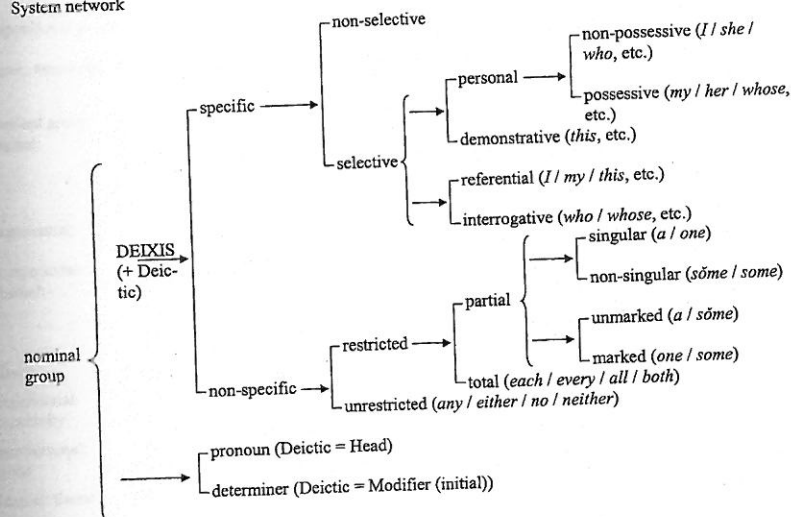 System network
non-selective
non-possessive (I / she /
who, etc.)
personal
possessive (my / her / whose,
etc.)
specific
demonstrative (this, etc.)
selective
referential (I / my / this, etc.)
interrogative (who / whose, etc.)
singular (a / one)
DEIXIS
(+ Deic-
tic)
non-singular (sŏme / some)
partial
unmarked (a / sŏme)
restricted
marked (one / some)
nominal
group
total (each / every / all / both)
non-specific
unrestricted (any / either / no / neither)
pronoun (Deictic = Head)
determiner (Deictic = Modifier (initial))